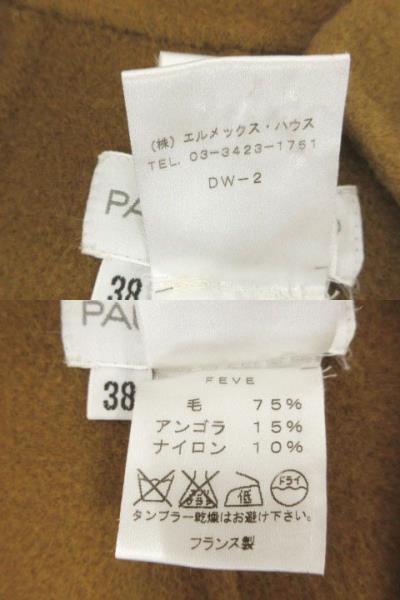 (株) エルメックス・ハウス
TEL. 03-3423-1751
DW-2
PA
38
PAU
38
FEVE
毛 75%
アンゴラ 15%
ナイロン 10%
低 ドライ
タンブラー乾燥はお避け下さい。
フランス製